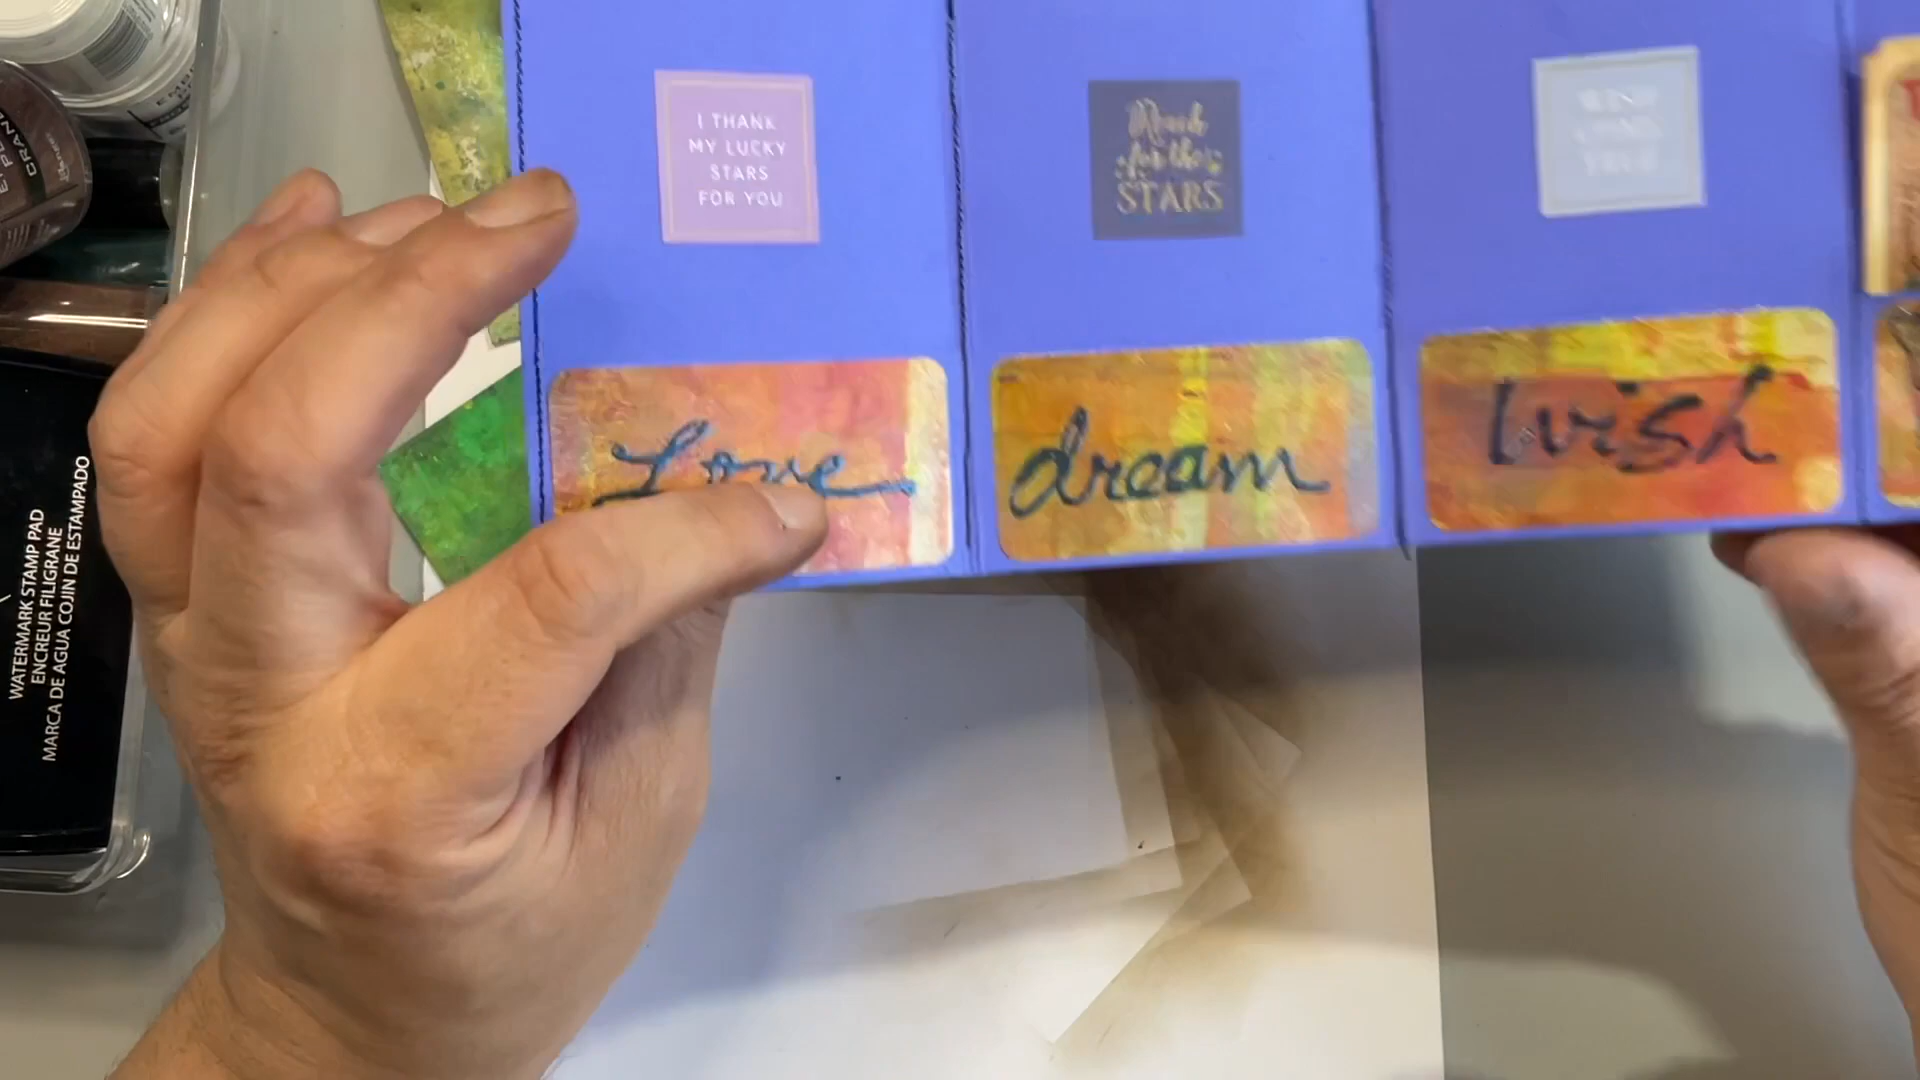 I THANK
MY LUCKY
STARS
FOR YOU
Reach
for the
STARS
Love
dream
Wish
WATERMARK STAMP PAD
ENCREUR FILIGRANE
MARCA DE AGUA COJIN DE ESTAMPADO